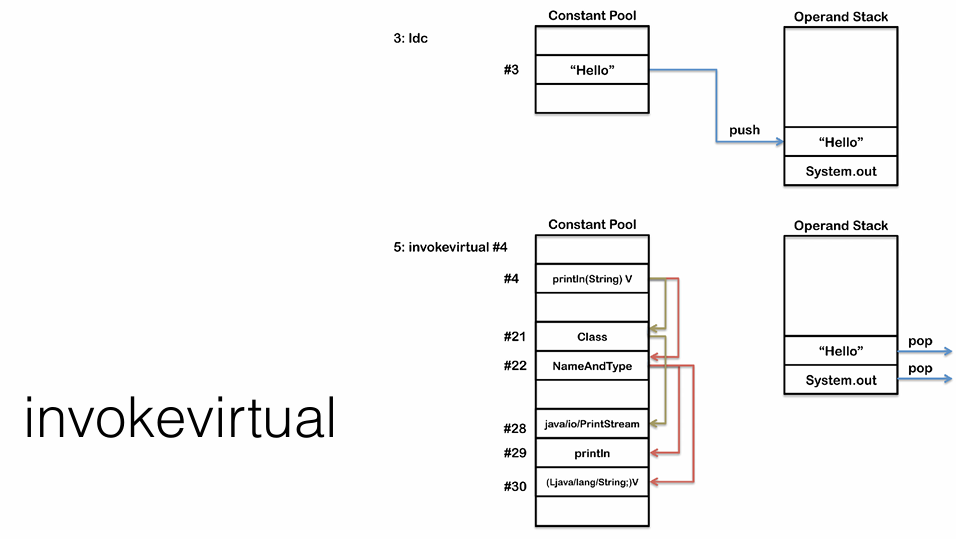 Constant Pool
Operand Stack
3: ldc
#3
“Hello”
push
“Hello”
System.out
Constant Pool
Operand Stack
5: invokevirtual #4
#4
println(String) V
#21
Class
#22
NameAndType
“Hello”
pop
System.out
pop
invokevirtual
#28
java/io/PrintStream
#29
println
#30
(Ljava/lang/String;)V